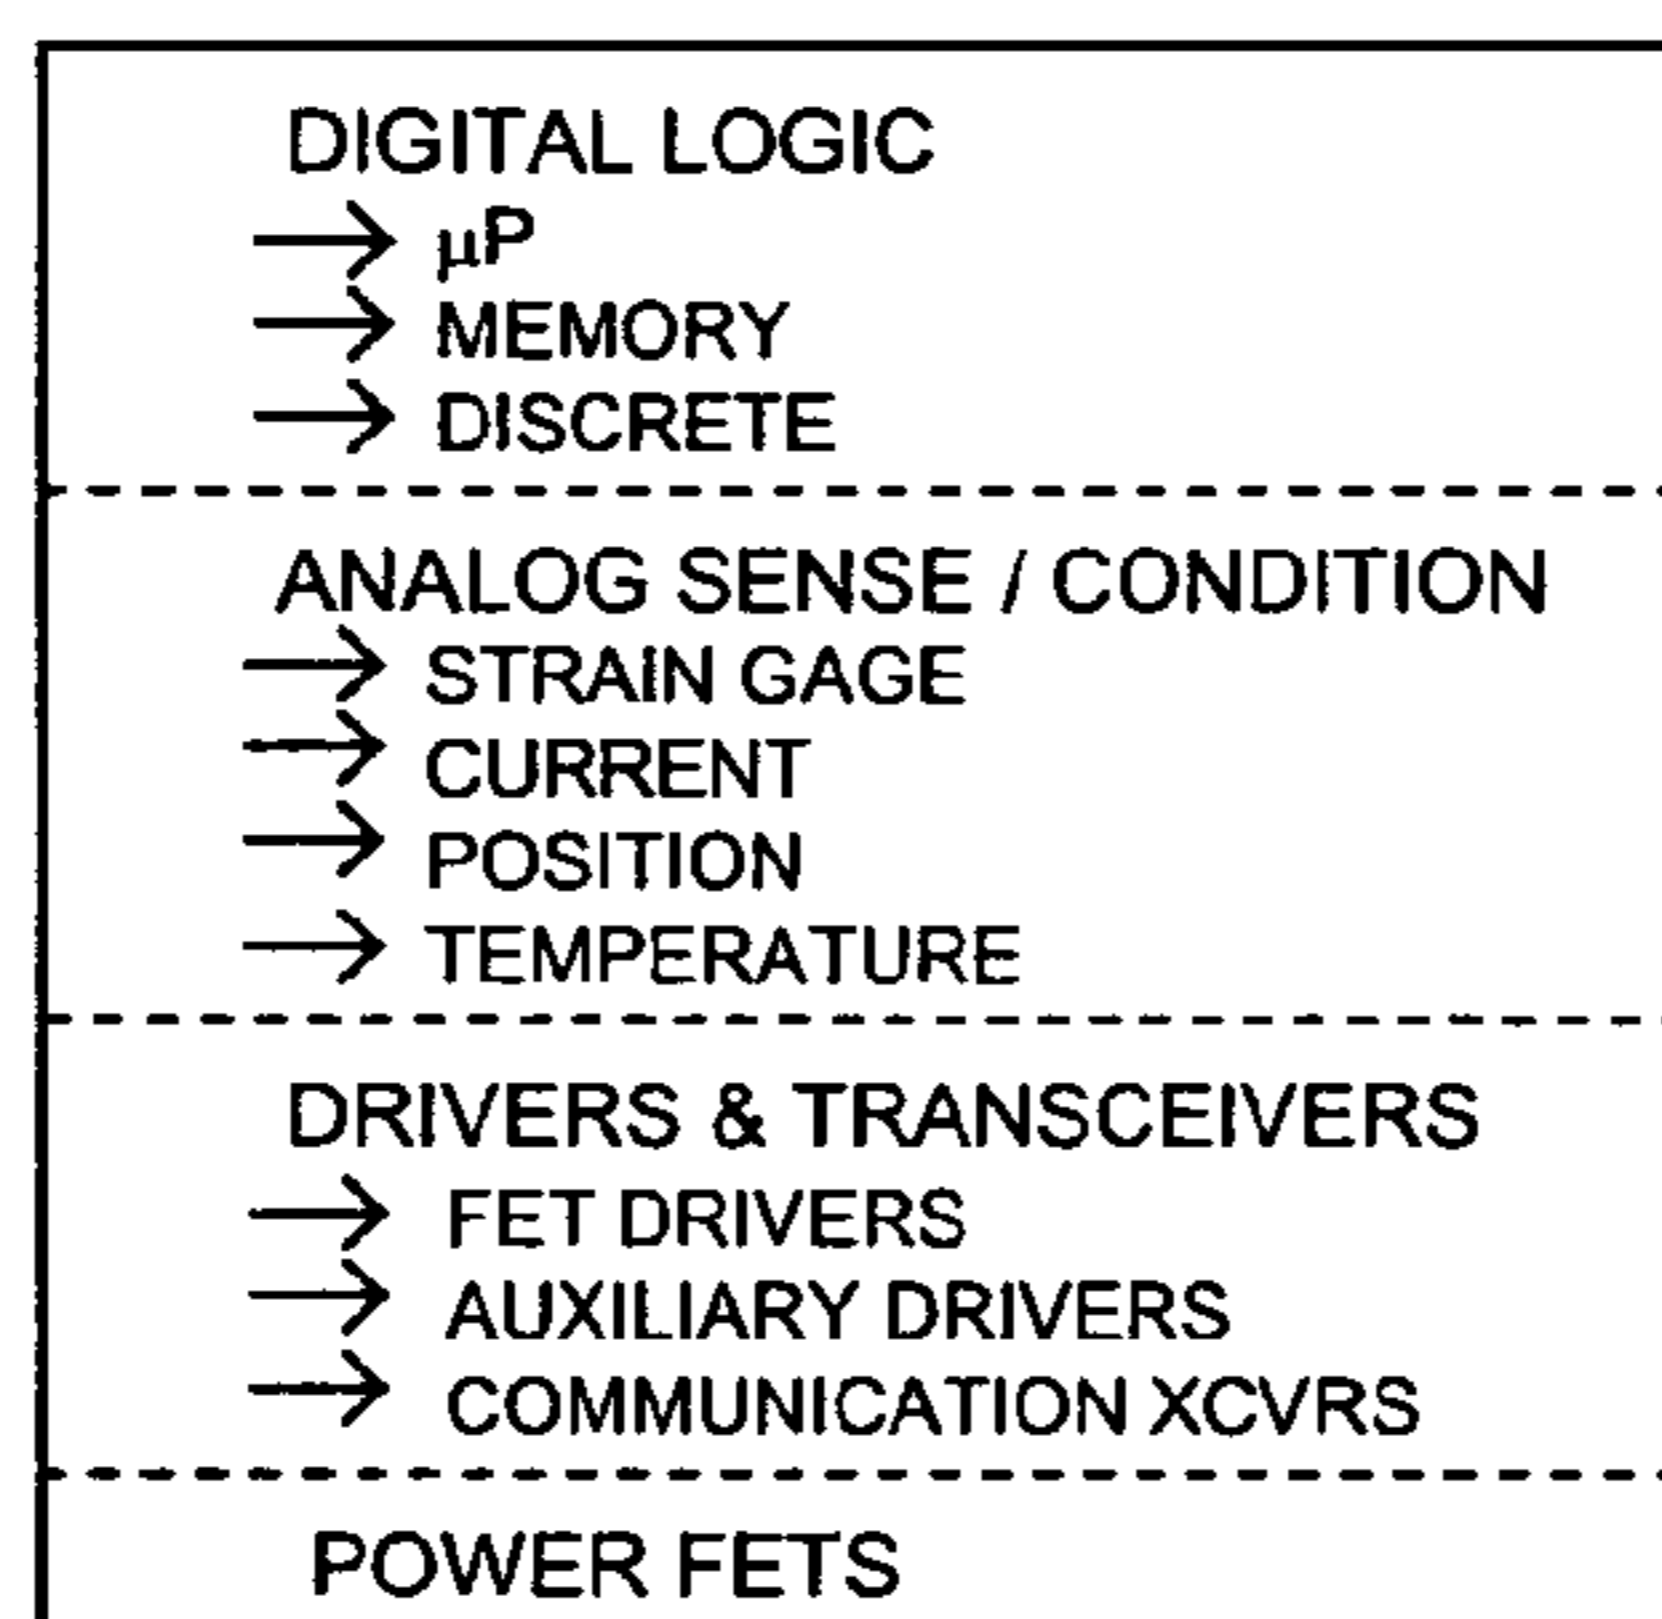 DIGITAL LOGIC
→ μP
→ MEMORY
→ DISCRETE
ANALOG SENSE / CONDITION
→ STRAIN GAGE
→ CURRENT
→ POSITION
→ TEMPERATURE
DRIVERS & TRANSCEIVERS
→ FET DRIVERS
→ AUXILIARY DRIVERS
→ COMMUNICATION XCVRS
POWER FETS